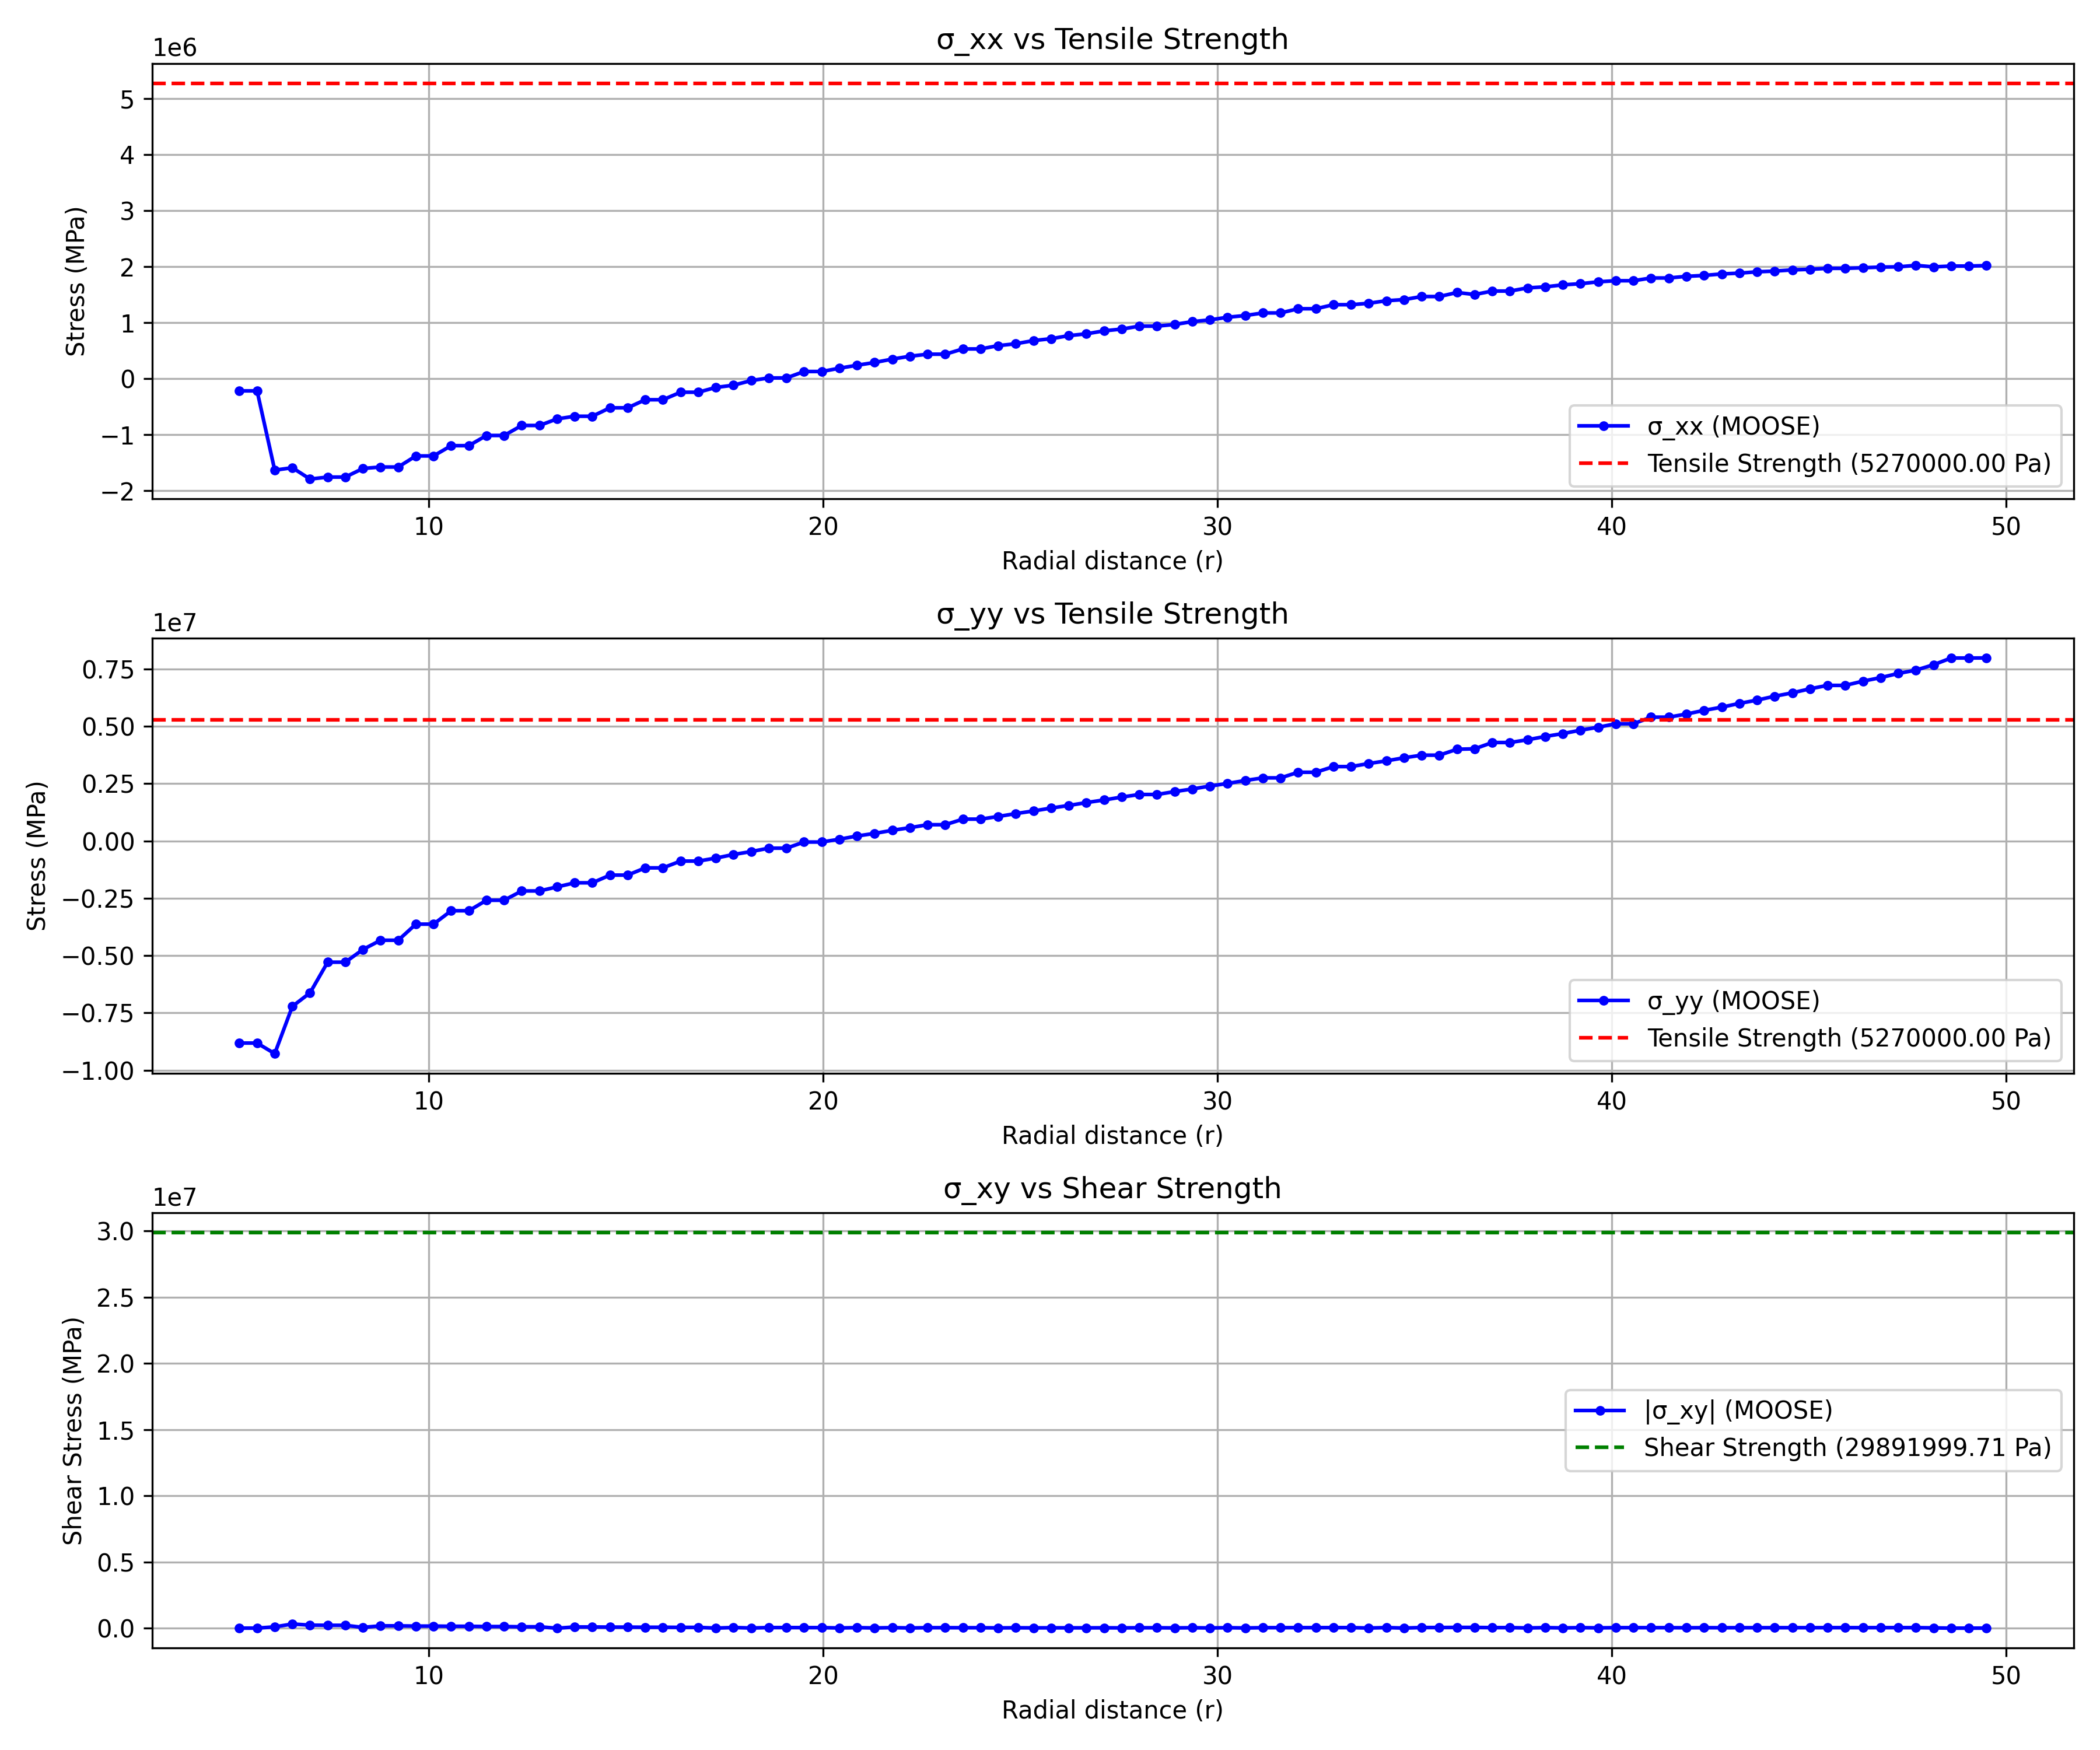 σ_xx vs Tensile Strength
1e6
5
4
3
2
1
0
−1
−2
Stress (MPa)
σ_xx (MOOSE)
Tensile Strength (5270000.00 Pa)
10 20 30 40 50
Radial distance (r)
σ_yy vs Tensile Strength
1e7
0.75
0.50
0.25
0.00
−0.25
−0.50
−0.75
−1.00
Stress (MPa)
σ_yy (MOOSE)
Tensile Strength (5270000.00 Pa)
10 20 30 40 50
Radial distance (r)
σ_xy vs Shear Strength
1e7
3.0
2.5
2.0
1.5
1.0
0.5
0.0
Shear Stress (MPa)
|σ_xy| (MOOSE)
Shear Strength (29891999.71 Pa)
10 20 30 40 50
Radial distance (r)